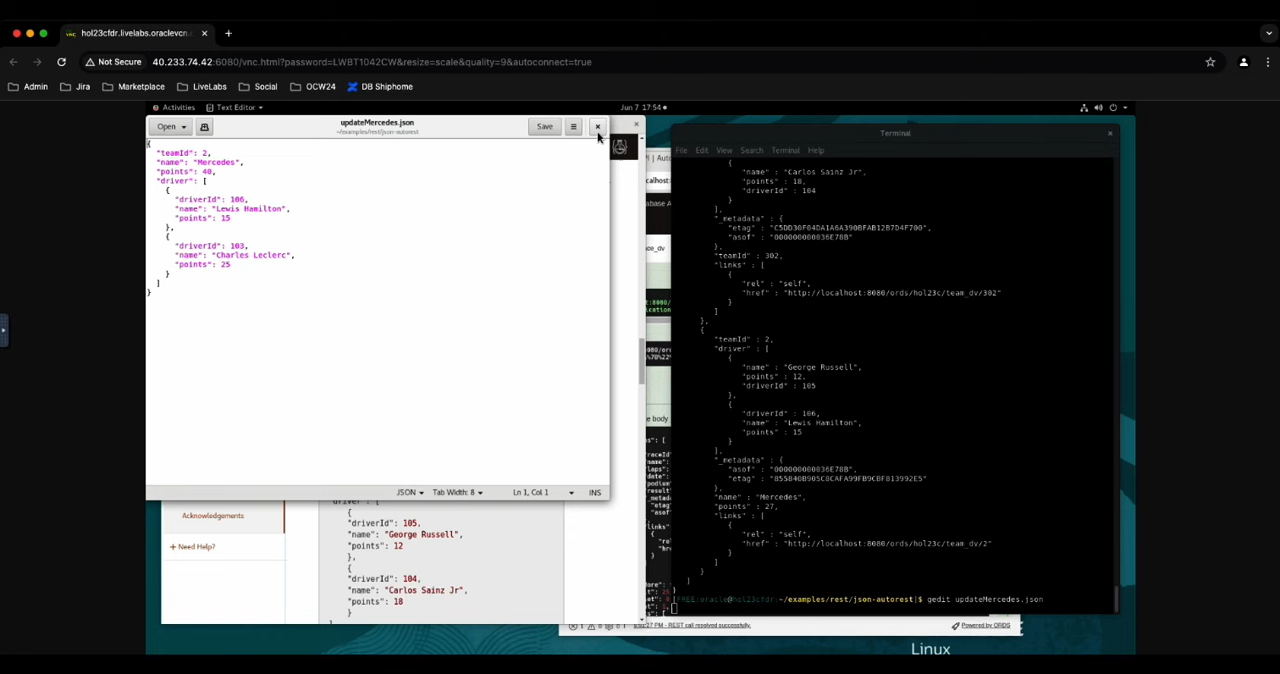 hol23cfdr.livelabs.oraclevcn.
Not Secure
40.233.74.42:6080/vnc.html?password=LWBT1042CW&resize=scale&quality=9&autoconnect=true
Admin
Jira
Marketplace
LiveLabs
Social
OCW24
DB Shiphome
Activities
Text Editor
Jun 7 17:54
Open
updateMercedes.json
~/examples/rest/json-autorest
Save
{
"teamId": 2,
"name": "Mercedes",
"points": 40,
"driver": [
{
"driverId": 106,
"name": "Lewis Hamilton",
"points": 15
},
{
"driverId": 103,
"name": "Charles Leclerc",
"points": 25
}
]
}
JSON
Tab Width: 8
Ln 1, Col 1
INS
Acknowledgements
+ Need Help?
{
"driverId": 105,
"name": "George Russell",
"points": 12
},
{
"driverId": 104,
"name": "Carlos Sainz Jr",
"points": 18
}
Terminal
File Edit View Search Terminal Help
{
"name" : "Carlos Sainz Jr",
"points" : 18,
"driverId" : 104
}
],
"_metadata" : {
"etag" : "C5DD30F04DA1A6A390BFAB12B7D4F700",
"asof" : "000000000036E78B"
},
"teamId" : 302,
"links" : [
{
"rel" : "self",
"href" : "http://localhost:8080/ords/hol23c/team_dv/302"
}
]
},
{
"teamId" : 2,
"driver" : [
{
"name" : "George Russell",
"points" : 12,
"driverId" : 105
},
{
"driverId" : 106,
"name" : "Lewis Hamilton",
"points" : 15
}
],
"_metadata" : {
"asof" : "000000000036E78B",
"etag" : "855840B905C8CAFA99FB9CBF813992E5"
},
"name" : "Mercedes",
"points" : 27,
"links" : [
{
"rel" : "self",
"href" : "http://localhost:8080/ords/hol23c/team_dv/2"
}
]
}
]
}
[FREE:oracle@hol23cfdr:~/examples/rest/json-autorest]$ gedit updateMercedes.json
REST call resolved successfully.
Powered by ORDS
Linux